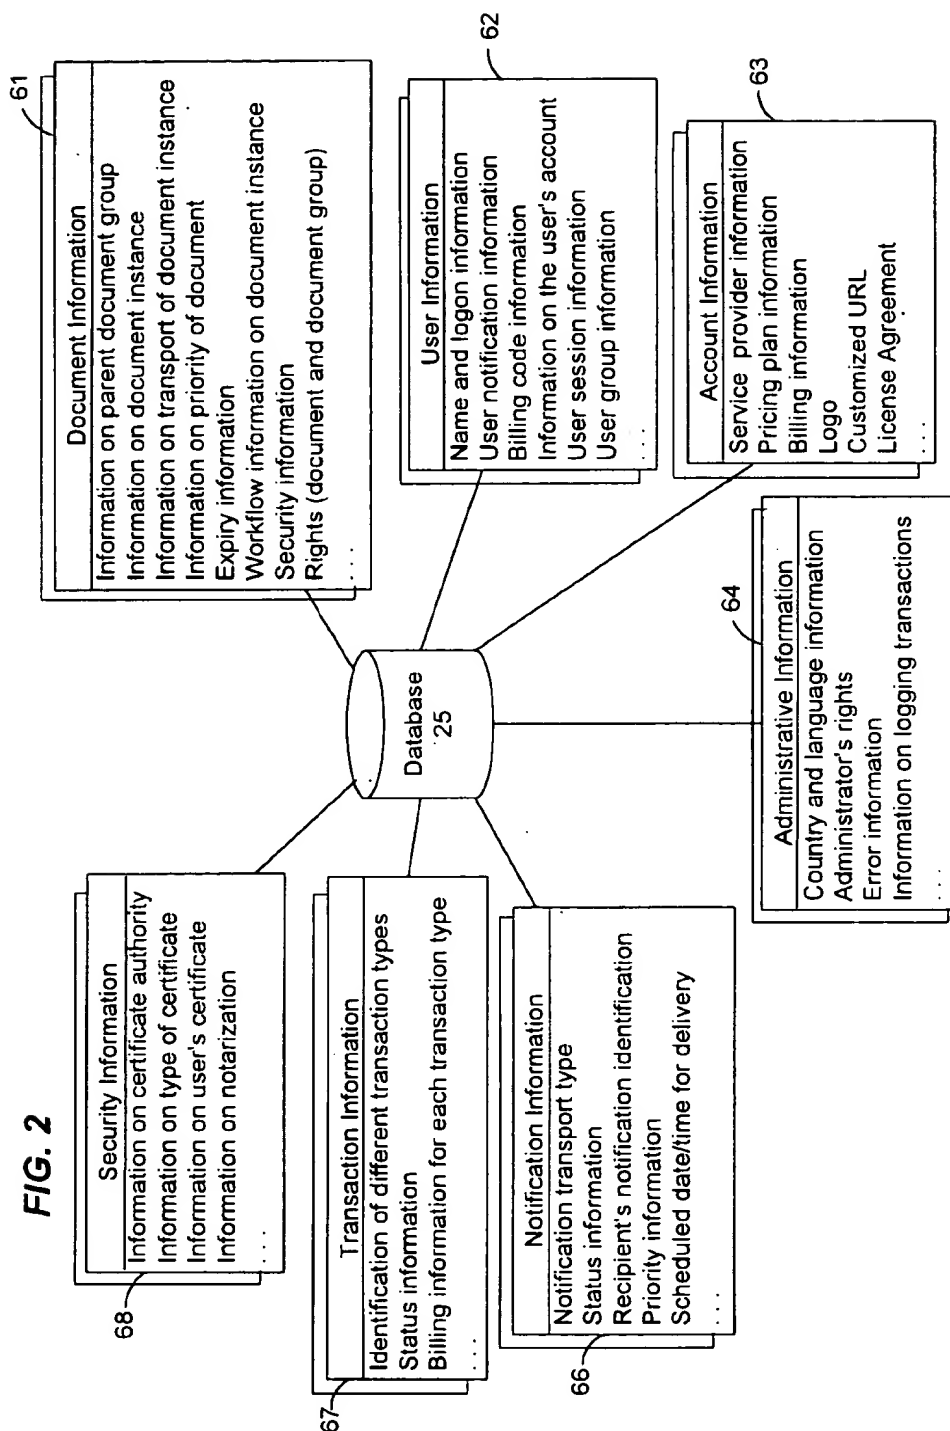 FIG. 2
68
Security Information
Information on certificate authority
Information on type of certificate
Information on user's certificate
Information on notarization
. . . .
67
Transaction Information
Identification of different transaction types
Status information
Billing information for each transaction type
. . . .
66
Notification Information
Notification transport type
Status information
Recipient's notification identification
Priority information
Scheduled date/time for delivery
. . . .
Database
25
61
Document Information
Information on parent document group
Information on document instance
Information on transport of document instance
Information on priority of document
Expiry information
Workflow information on document instance
Security information
Rights (document and document group)
. . . .
62
User Information
Name and logon information
User notification information
Billing code information
Information on the user's account
User session information
User group information
. . . .
63
Account Information
Service provider information
Pricing plan information
Billing information
Logo
Customized URL
License Agreement
. . . .
64
Administrative Information
Country and language information
Administrator's rights
Error information
Information on logging transactions
. . . .